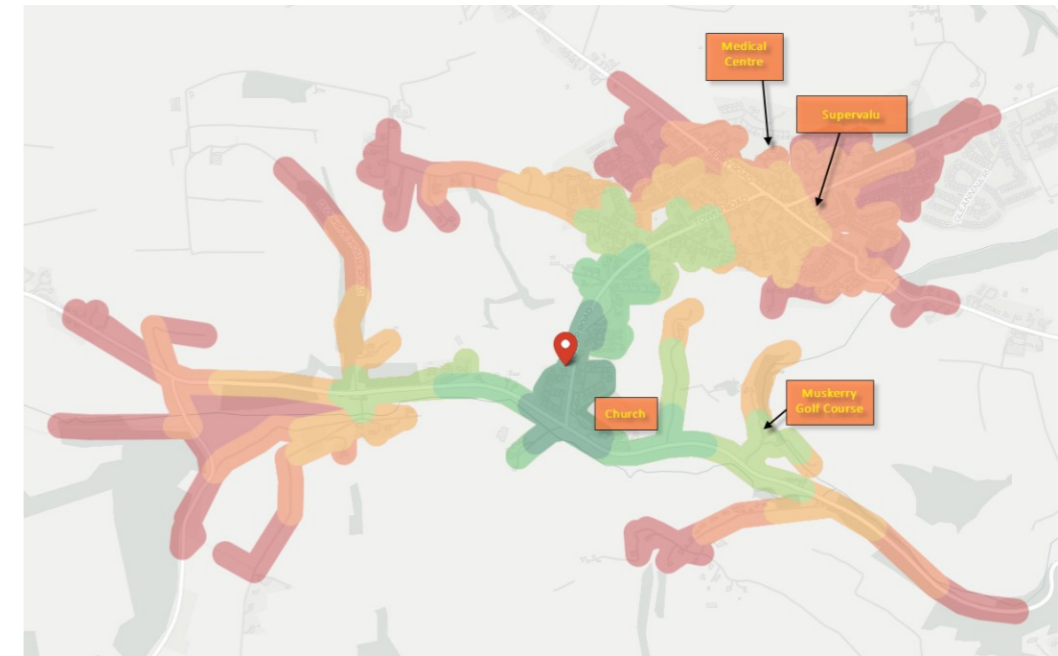 Medical
Centre
Supervalu
Church
Muskerry
Golf Course